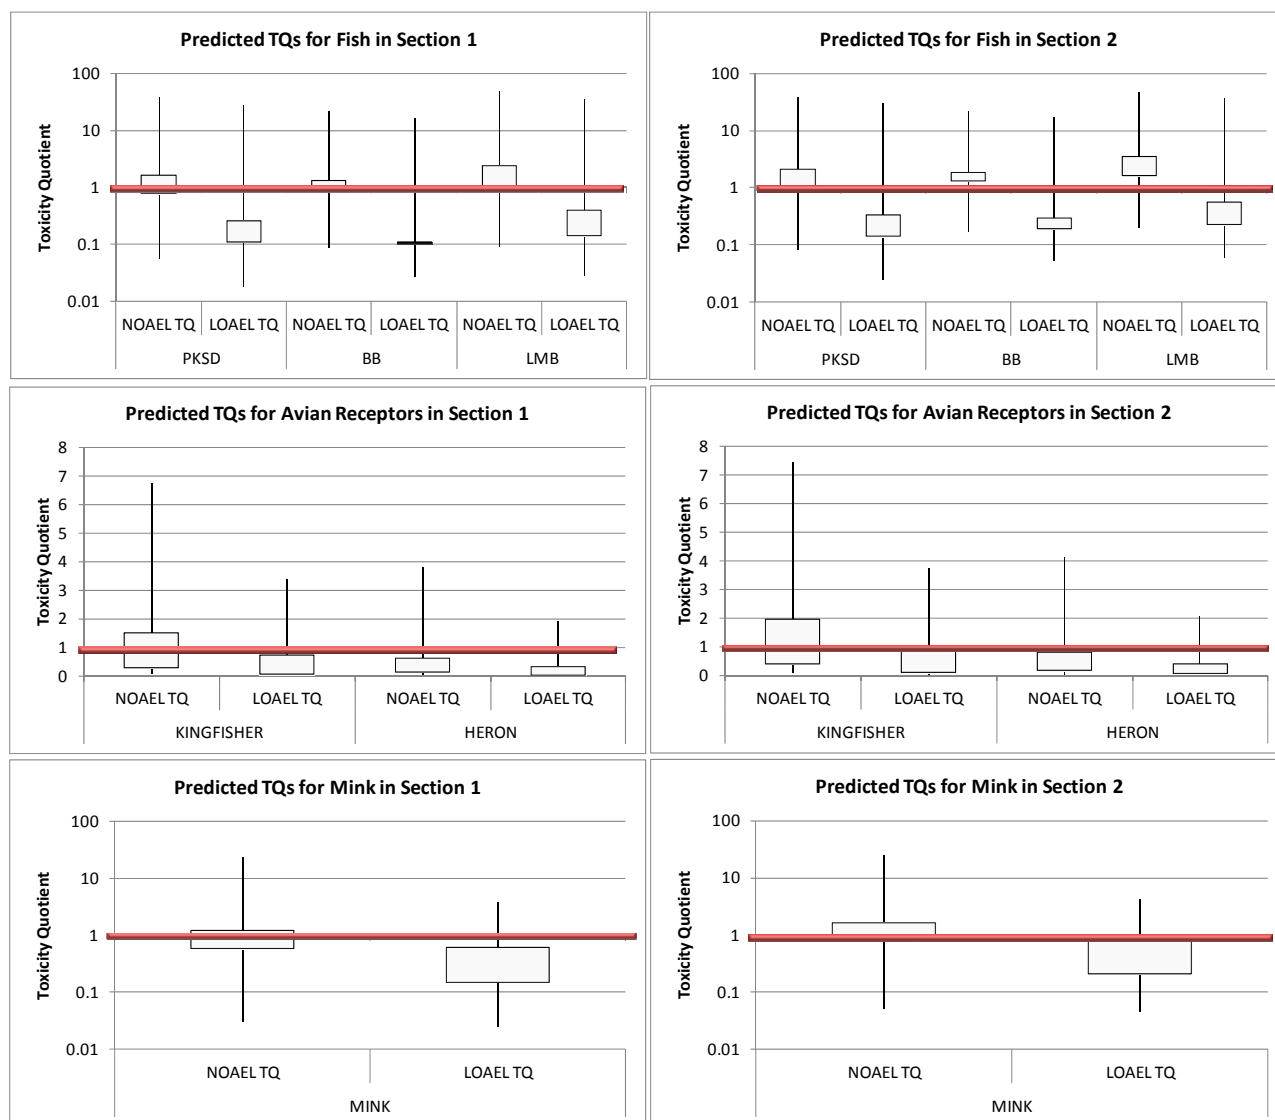 Predicted TQs for Fish in Section 1
Toxicity Quotient
100
10
1
0.1
0.01
NOAEL TQ LOAEL TQ NOAEL TQ LOAEL TQ NOAEL TQ LOAEL TQ
PKSD BB LMB
Predicted TQs for Fish in Section 2
Toxicity Quotient
100
10
1
0.1
0.01
NOAEL TQ LOAEL TQ NOAEL TQ LOAEL TQ NOAEL TQ LOAEL TQ
PKSD BB LMB
Predicted TQs for Avian Receptors in Section 1
Toxicity Quotient
8
7
6
5
4
3
2
1
0
NOAEL TQ LOAEL TQ NOAEL TQ LOAEL TQ
KINGFISHER HERON
Predicted TQs for Avian Receptors in Section 2
Toxicity Quotient
8
7
6
5
4
3
2
1
0
NOAEL TQ LOAEL TQ NOAEL TQ LOAEL TQ
KINGFISHER HERON
Predicted TQs for Mink in Section 1
Toxicity Quotient
100
10
1
0.1
0.01
NOAEL TQ LOAEL TQ
MINK
Predicted TQs for Mink in Section 2
Toxicity Quotient
100
10
1
0.1
0.01
NOAEL TQ LOAEL TQ
MINK